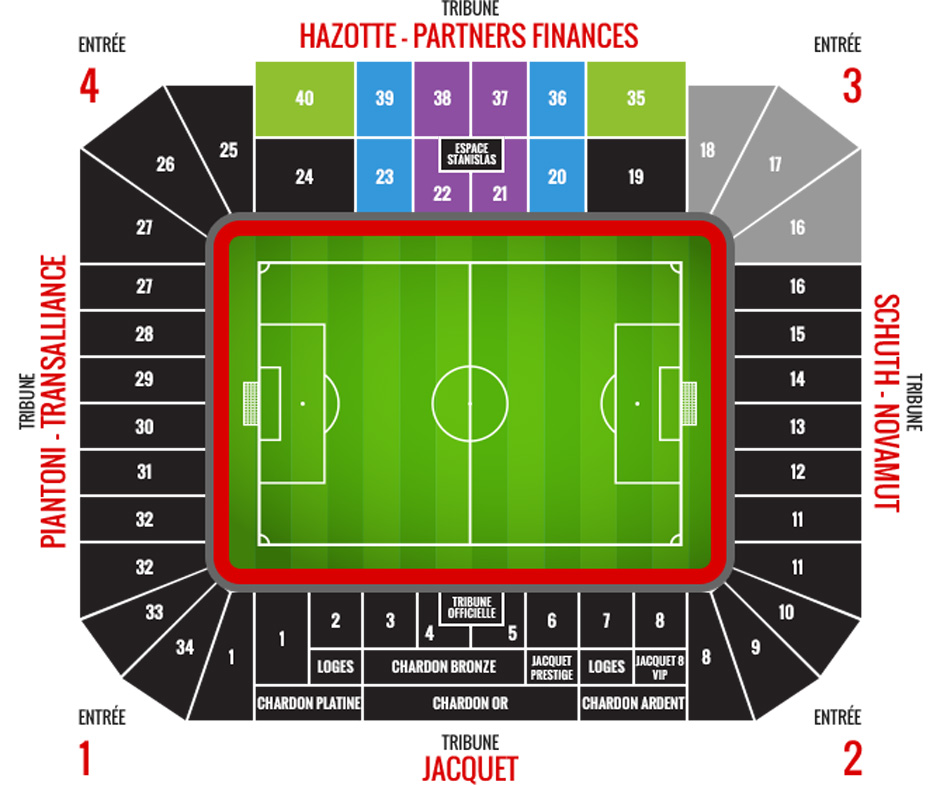 TRIBUNE
HAZOTTE - PARTNERS FINANCES
ENTRÉE
4
ENTRÉE
3
40
39
38
37
36
35
ESPACE
STANISLAS
26
25
24
23
22
21
20
19
18
17
27
16
27
28
29
30
31
32
32
33
34
16
15
14
13
12
11
11
10
9
TRIBUNE
PIANTONI - TRANSALLIANCE
SCHUTH - NOVAMUT
TRIBUNE
TRIBUNE
OFFICIELLE
1
1
2
3
4
5
6
7
8
8
LOGES
CHARDON BRONZE
JACQUET
PRESTIGE
LOGES
JACQUET 8
VIP
CHARDON PLATINE
CHARDON OR
CHARDON ARDENT
ENTRÉE
1
ENTRÉE
2
TRIBUNE
JACQUET